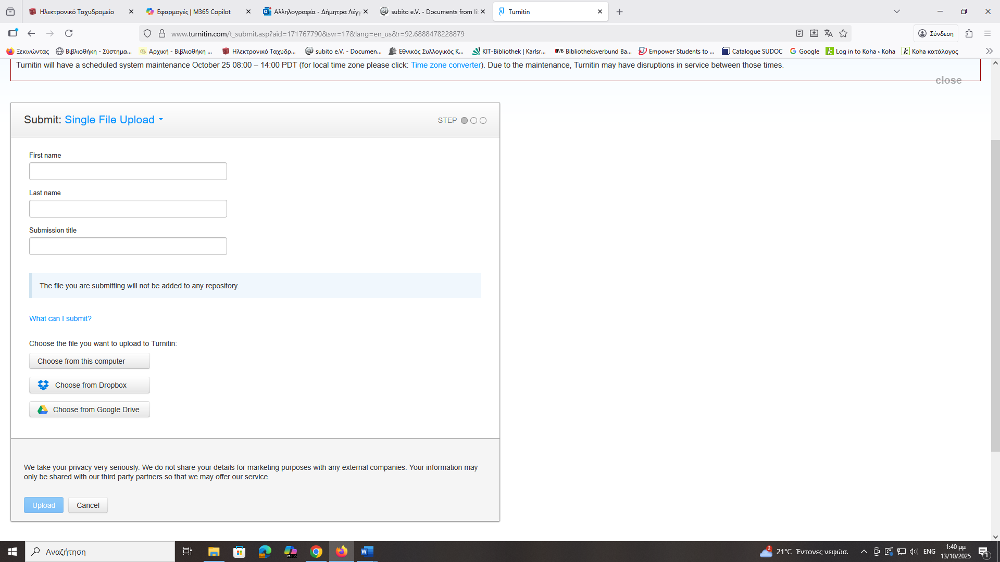 Ηλεκτρονικό Ταχυδρομείο
Εφαρμογές | M365 Copilot
Αλληλογραφία - Δήμητρα Λέγγ
subito e.V. - Documents from li
Turnitin
www.turnitin.com/t_submit.asp?aid=171767790&svr=17&lang=en_us&r=92.6888478228879
Σύνδεση
Ξεκινώντας
Βιβλιοθήκη - Σύστημα...
Αρχική - Βιβλιοθήκη ...
Ηλεκτρονικό Ταχυδρ...
subito e.V. - Documen...
Εθνικός Συλλογικός Κ...
KIT-Bibliothek | Karlsr...
BVB Bibliotheksverbund Ba...
Empower Students to ...
Catalogue SUDOC
Google
Log in to Koha › Koha
Koha κατάλογος
Turnitin will have a scheduled system maintenance October 25 08:00 – 14:00 PDT (for local time zone please click: Time zone converter). Due to the maintenance, Turnitin may have disruptions in service between those times.
close
Submit: Single File Upload
STEP
First name
Last name
Submission title
The file you are submitting will not be added to any repository.
What can I submit?
Choose the file you want to upload to Turnitin:
Choose from this computer
Choose from Dropbox
Choose from Google Drive
We take your privacy very seriously. We do not share your details for marketing purposes with any external companies. Your information may
only be shared with our third party partners so that we may offer our service.
Upload
Cancel
Αναζήτηση
M365
2
21°C Έντονες νεφώσ.
ENG
1:40 μμ
13/10/2025
1